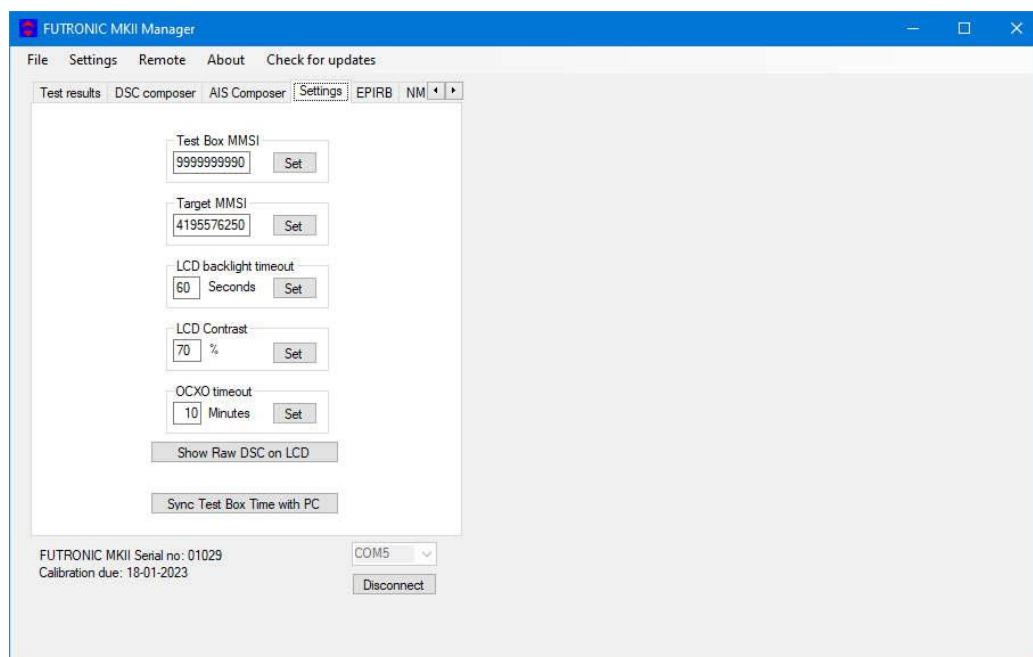 FUTRONIC MKII Manager
File Settings Remote About Check for updates
Test results DSC composer AIS Composer Settings EPIRB NM
Test Box MMSI
9999999990 Set
Target MMSI
4195576250 Set
LCD backlight timeout
60 Seconds Set
LCD Contrast
70 % Set
OCXO timeout
10 Minutes Set
Show Raw DSC on LCD
Sync Test Box Time with PC
FUTRONIC MKII Serial no: 01029
COM5
Calibration due: 18-01-2023
Disconnect